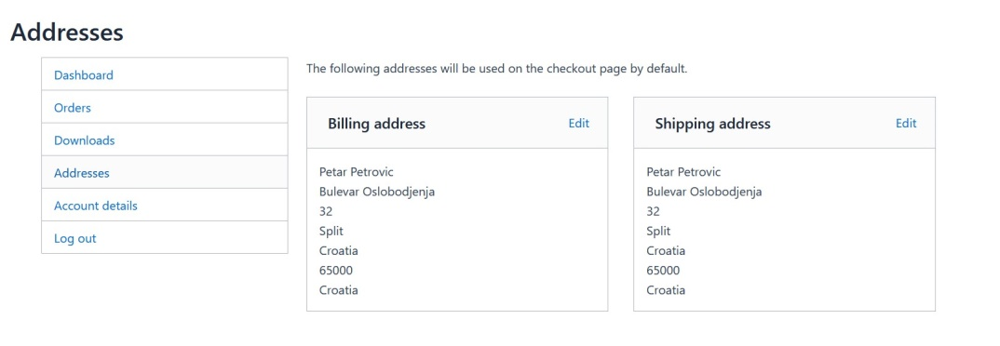 Addresses
Dashboard
Orders
Downloads
Addresses
Account details
Log out
The following addresses will be used on the checkout page by default.
Billing address
Edit
Petar Petrovic
Bulevar Oslobodjenja
32
Split
Croatia
65000
Croatia
Shipping address
Edit
Petar Petrovic
Bulevar Oslobodjenja
32
Split
Croatia
65000
Croatia